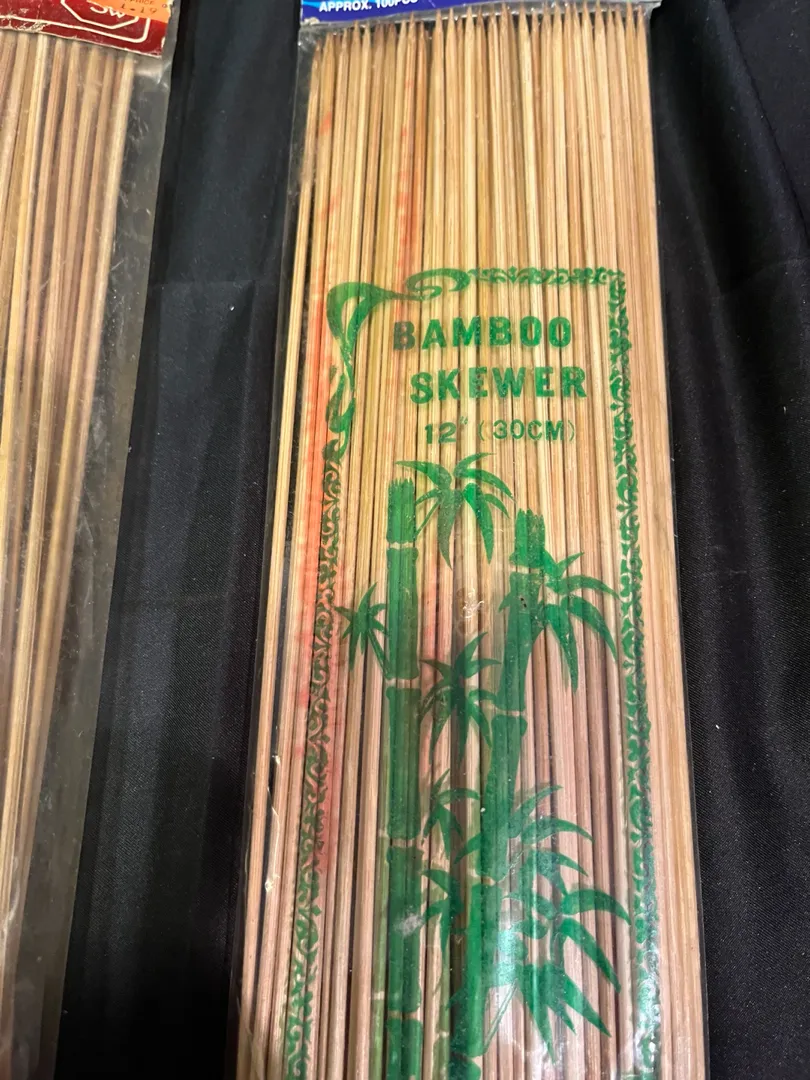 APPROX. 100PCS
BAMBOO
SKEWER
12" (30CM)